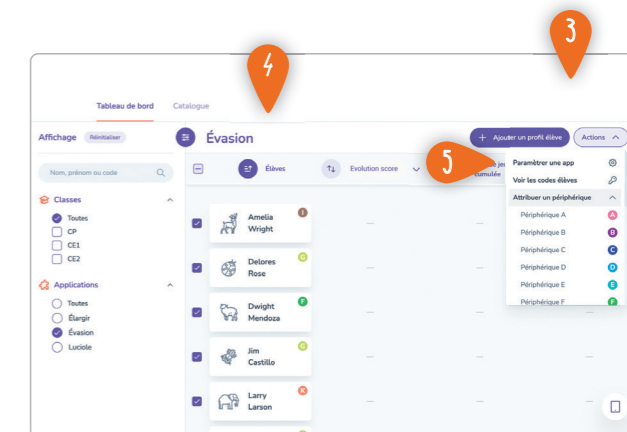 3
4
Tableau de bord Catalogue
Affichage Réinitialiser
Évasion
+ Ajouter un profil élève
Actions
5
Nom, prénom ou code
Élèves
Evolution score
cumulée
Paramètrer une app
Voir les codes élèves
Attribuer un périphérique
Périphérique A A
Périphérique B B
Périphérique C C
Périphérique D D
Périphérique E E
Périphérique F F
Classes
Toutes
CP
CE1
CE2
Applications
Toutes
Élargir
Évasion
Luciole
Amelia
Wright
I
Delores
Rose
G
Dwight
Mendoza
F
Jim
Castillo
G
Larry
Larson
K